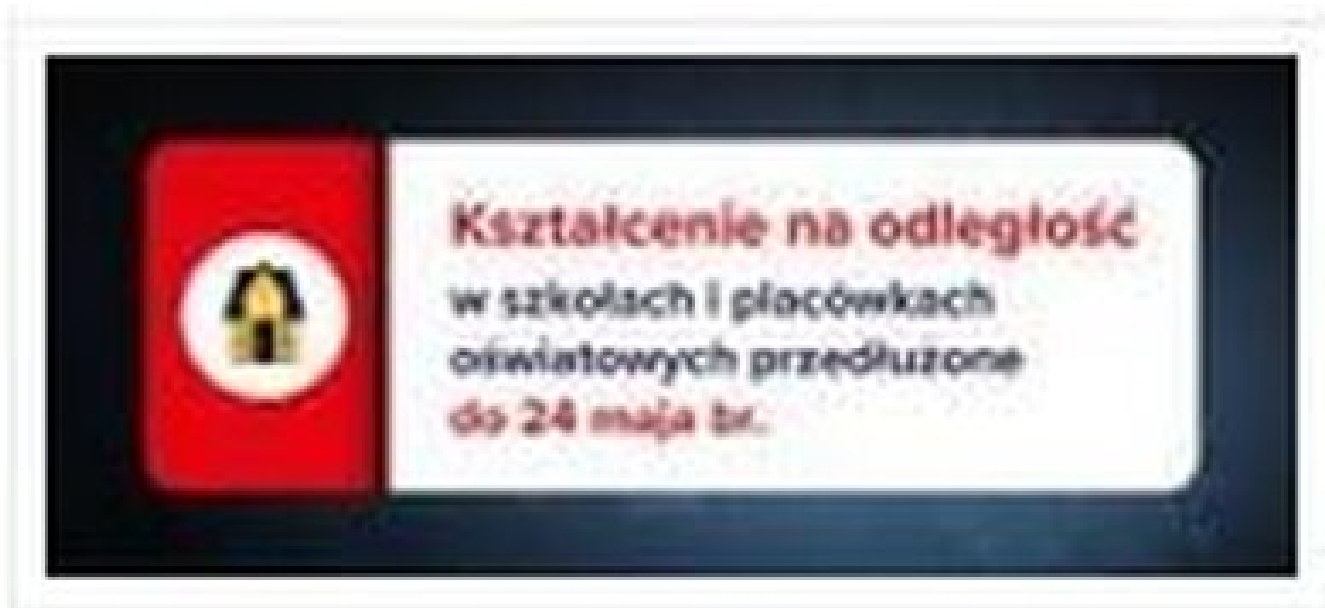 Kształcenie na odległość
w szkołach i placówkach
oświatowych przedłużone
do 24 maja br.